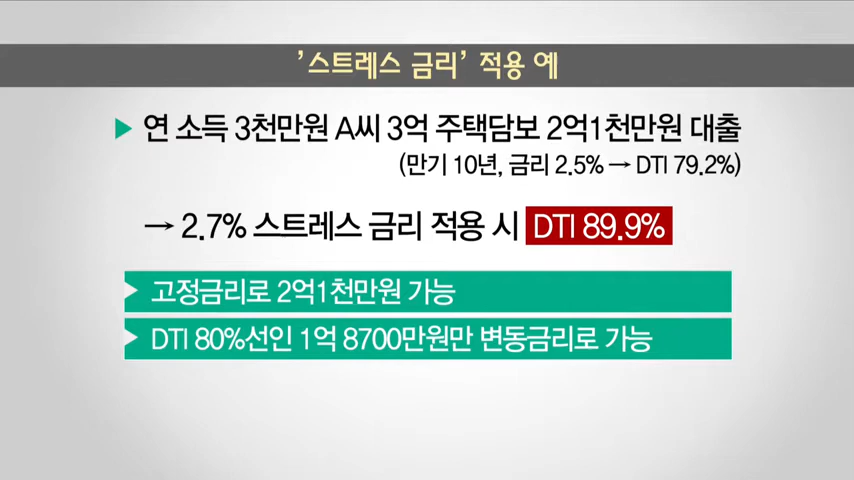 '스트레스 금리' 적용 예
연 소득 3천만원 A씨 3억 주택담보 2억1천만원 대출
(만기 10년, 금리 2.5% → DTI 79.2%)
→ 2.7% 스트레스 금리 적용 시 DTI 89.9%
고정금리로 2억1천만원 가능
DTI 80%선인 1억 8700만원만 변동금리로 가능